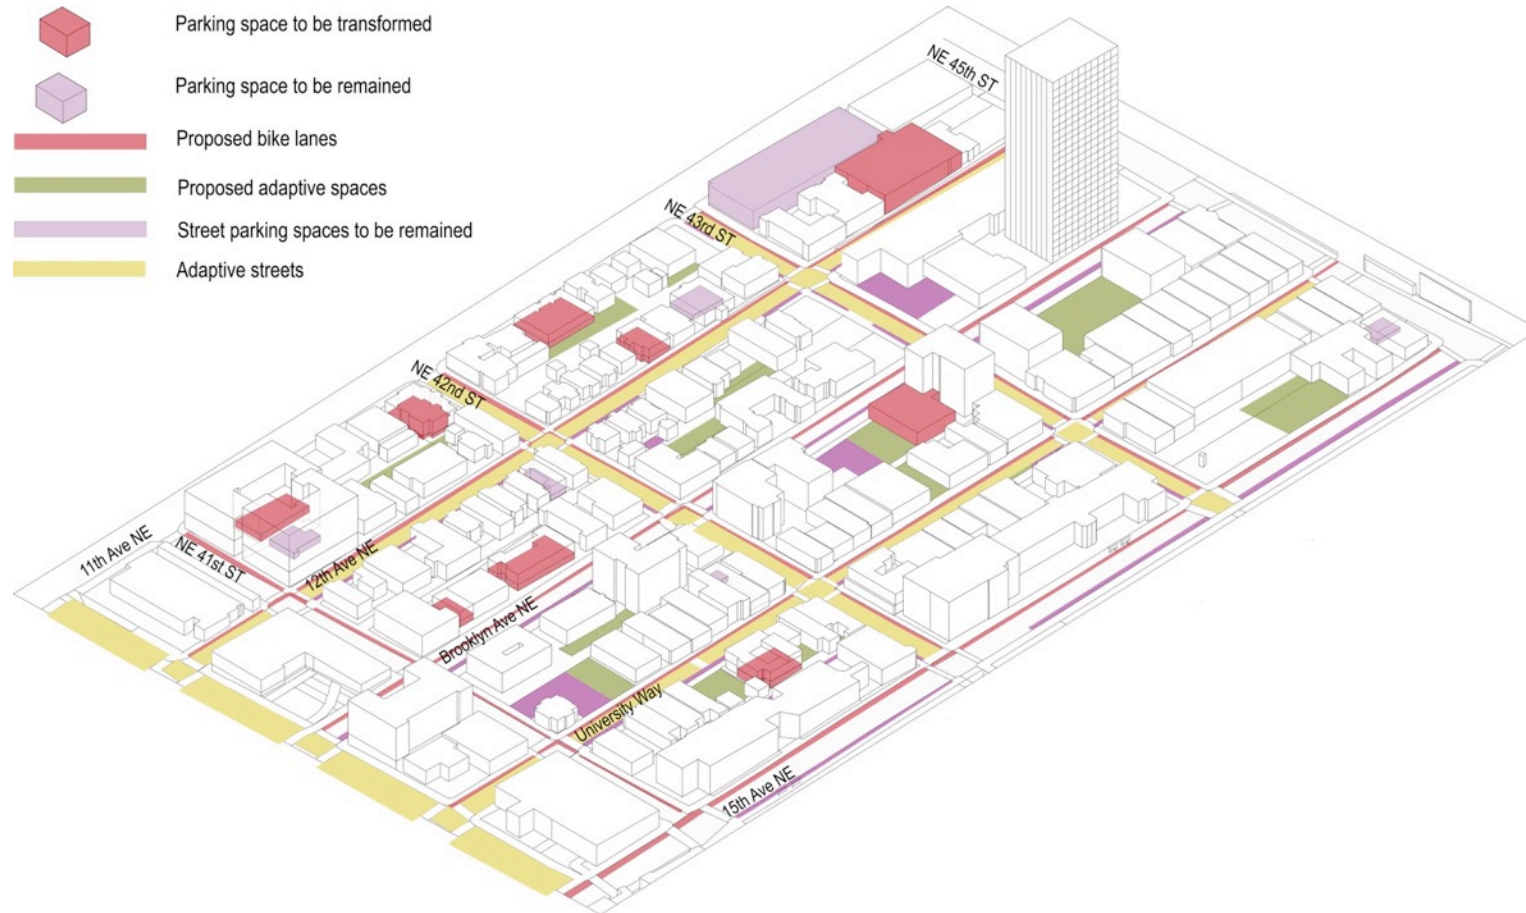 Parking space to be transformed
Parking space to be remained
Proposed bike lanes
Proposed adaptive spaces
Street parking spaces to be remained
Adaptive streets
NE 45th ST
NE 43rd ST
NE 42nd ST
11th Ave NE
NE 41st ST
12th Ave NE
Brooklyn Ave NE
University Way
15th Ave NE